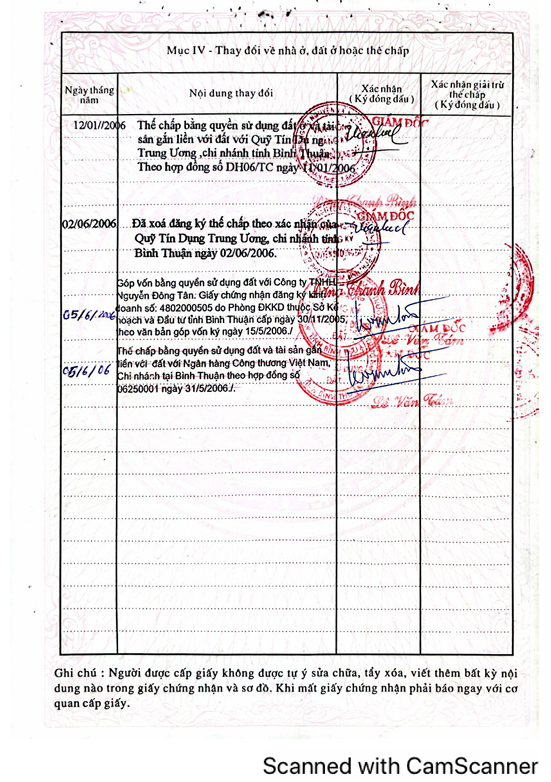 Mục IV - Thay đổi về nhà ở, đất ở hoặc thế chấp
Ngày tháng
năm
Nội dung thay đổi
Xác nhận
( Ký đóng dấu )
Xác nhận giải trừ
thế chấp
( Ký đóng dấu )
12/01//2006
Thế chấp bằng quyền sử dụng đất ở và tài
sản gắn liền với đất với Quỹ Tín Dụng
Trung Ương ,chi nhánh tỉnh Bình Thuận
Theo hợp đồng số DH06/TC ngày 11/01/2006
GIÁM ĐỐC
02/06/2006
Đã xoá đăng ký thế chấp theo xác nhận của
Quỹ Tín Dụng Trung Ương, chi nhánh tỉnh
Bình Thuận ngày 02/06/2006.
GIÁM ĐỐC
05/6/2006
Góp vốn bằng quyền sử dụng đất với Công ty TNHH
Nguyễn Đông Tân. Giấy chứng nhận đăng ký kinh
doanh số: 4802000505 do Phòng ĐKKD thuộc Sở Kế
hoạch và Đầu tư tỉnh Bình Thuận cấp ngày 30/11/2005,
theo văn bản góp vốn ký ngày 15/5/2006./
GIÁM ĐỐC
Lê Văn Tám
05/6/06
Thế chấp bằng quyền sử dụng đất và tài sản gắn
liền với đất với Ngân hàng Công thương Việt Nam,
Chi nhánh tại Bình Thuận theo hợp đồng số
06250001 ngày 31/5/2006./.
Lê Văn Tám
Ghi chú : Người được cấp giấy không được tự ý sửa chữa, tẩy xóa, viết thêm bất kỳ nội
dung nào trong giấy chứng nhận và sơ đồ. Khi mất giấy chứng nhận phải báo ngay với cơ
quan cấp giấy.
Scanned with CamScanner